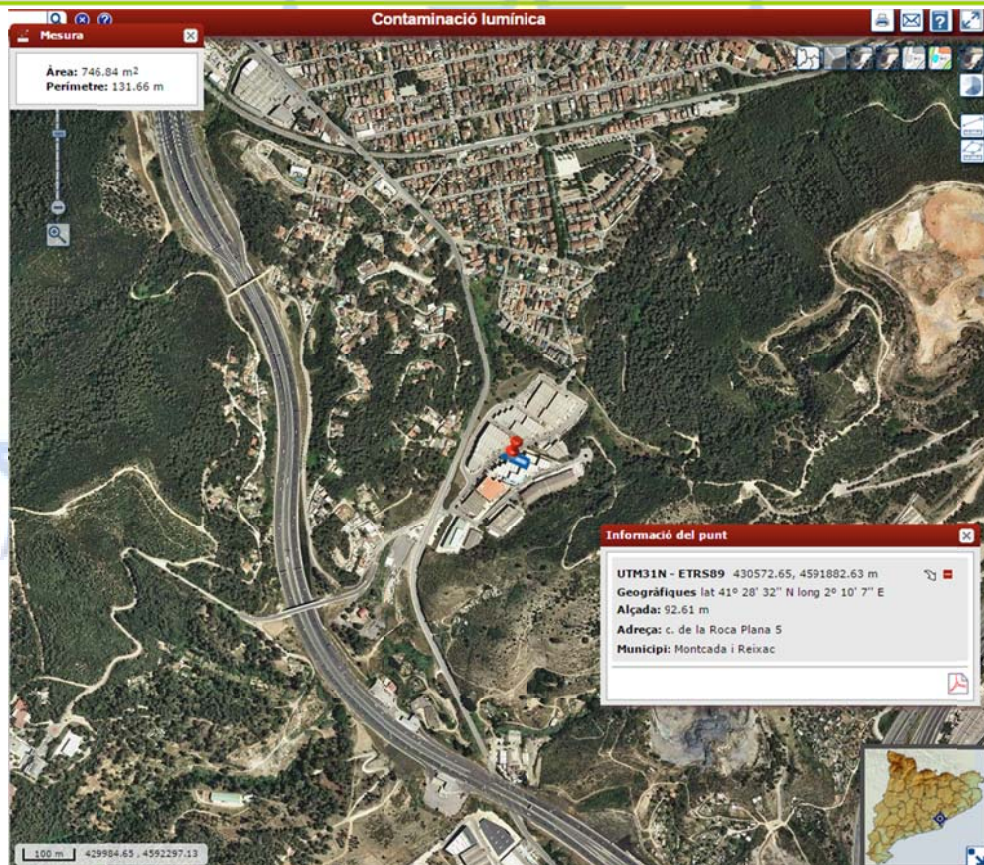 Contaminació lumínica
Mesura
Àrea: 746.84 m²
Perímetre: 131.66 m
Informació del punt
UTM31N - ETRS89 430572.65, 4591882.63 m
Geogràfiques lat 41º 28' 32'' N long 2º 10' 7'' E
Alçada: 92.61 m
Adreça: c. de la Roca Plana 5
Municipi: Montcada i Reixac
100 m 429984.65 , 4592297.13